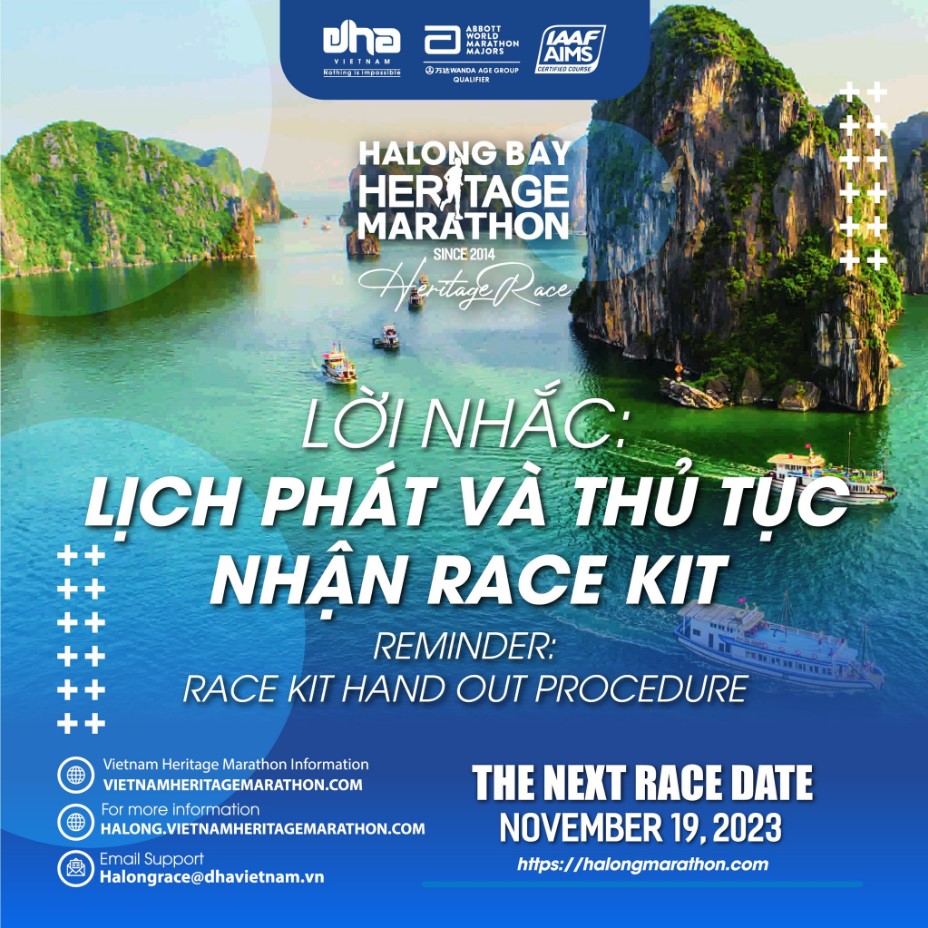 dha
VIETNAM
Nothing is Impossible
ABBOTT
WORLD
MARATHON
MAJORS
万达 WANDA AGE GROUP
QUALIFIER
IAAF
AIMS
CERTIFIED COURSE
HALONG BAY
HERITAGE
MARATHON
SINCE 2014
Heritage Race
LỜI NHẮC:
LỊCH PHÁT VÀ THỦ TỤC
NHẬN RACE KIT
REMINDER:
RACE KIT HAND OUT PROCEDURE
Vietnam Heritage Marathon Information
VIETNAMHERITAGEMARATHON.COM
For more information
HALONG.VIETNAMHERITAGEMARATHON.COM
Email Support
Halongrace@dhavietnam.vn
THE NEXT RACE DATE
NOVEMBER 19, 2023
https://halongmarathon.com